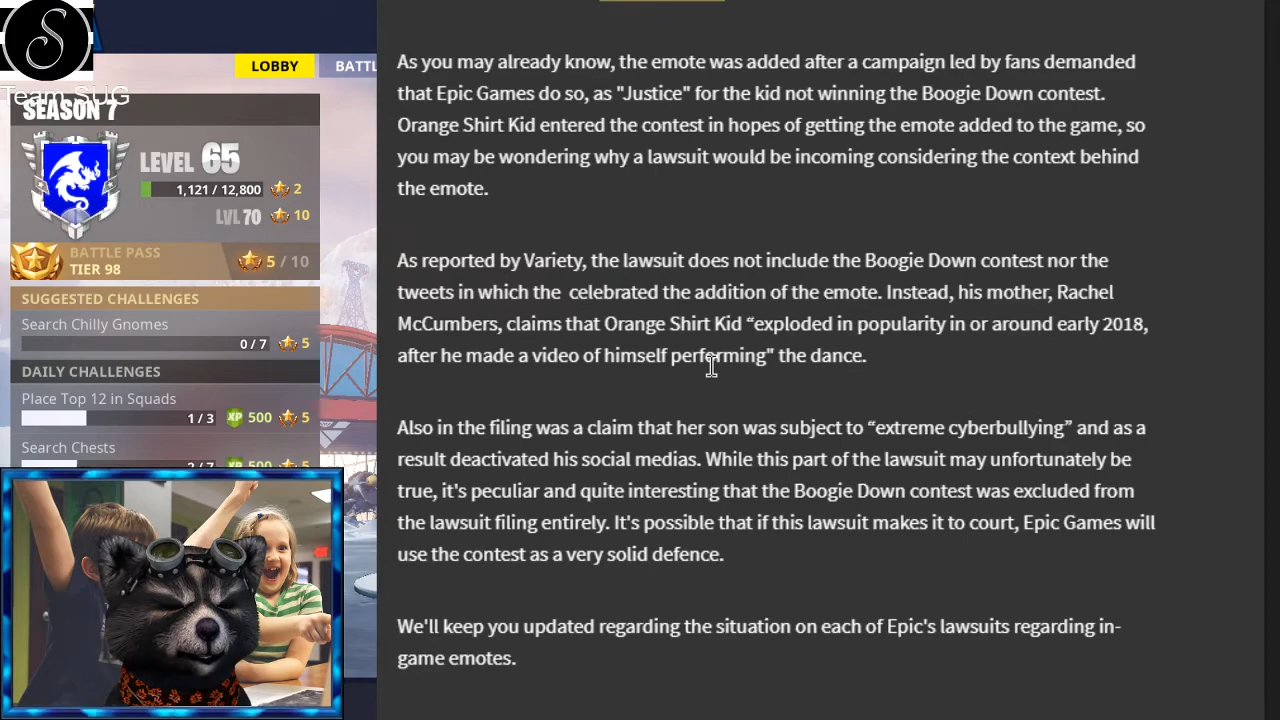 S
Team SUG
LOBBY
BATTL
SEASON 7
LEVEL 65
1,121 / 12,800
2
LVL 70
10
BATTLE PASS
TIER 98
5 / 10
SUGGESTED CHALLENGES
Search Chilly Gnomes
0 / 7
5
DAILY CHALLENGES
Place Top 12 in Squads
1 / 3
XP 500
5
Search Chests
2 / 7
XP 500
5
As you may already know, the emote was added after a campaign led by fans demanded
that Epic Games do so, as "Justice" for the kid not winning the Boogie Down contest.
Orange Shirt Kid entered the contest in hopes of getting the emote added to the game, so
you may be wondering why a lawsuit would be incoming considering the context behind
the emote.
As reported by Variety, the lawsuit does not include the Boogie Down contest nor the
tweets in which the  celebrated the addition of the emote. Instead, his mother, Rachel
McCumbers, claims that Orange Shirt Kid “exploded in popularity in or around early 2018,
after he made a video of himself performing" the dance.
Also in the filing was a claim that her son was subject to “extreme cyberbullying” and as a
result deactivated his social medias. While this part of the lawsuit may unfortunately be
true, it's peculiar and quite interesting that the Boogie Down contest was excluded from
the lawsuit filing entirely. It's possible that if this lawsuit makes it to court, Epic Games will
use the contest as a very solid defence.
We'll keep you updated regarding the situation on each of Epic's lawsuits regarding in-
game emotes.